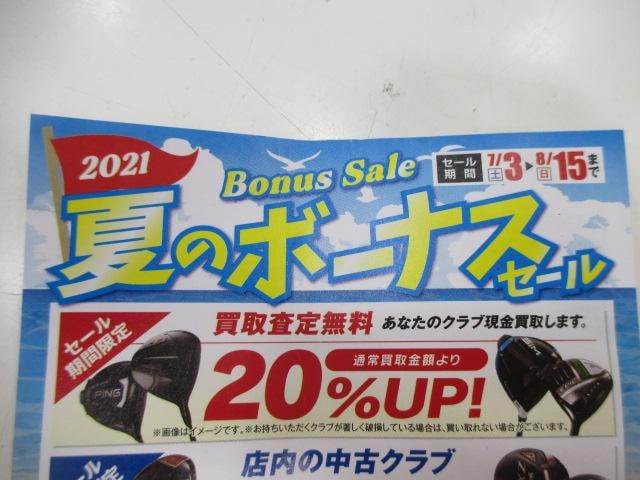 2021
Bonus Sale
セール期間 7/3(土)▶8/15(日)まで
夏のボーナスセール
セール期間限定
買取査定無料 あなたのクラブ現金買取します。
通常買取金額より
20%UP!
PING
※画像はイメージです。※お持ちいただくクラブが著しく破損している場合は、買い取れない場合がございます。
店内の中古クラブ